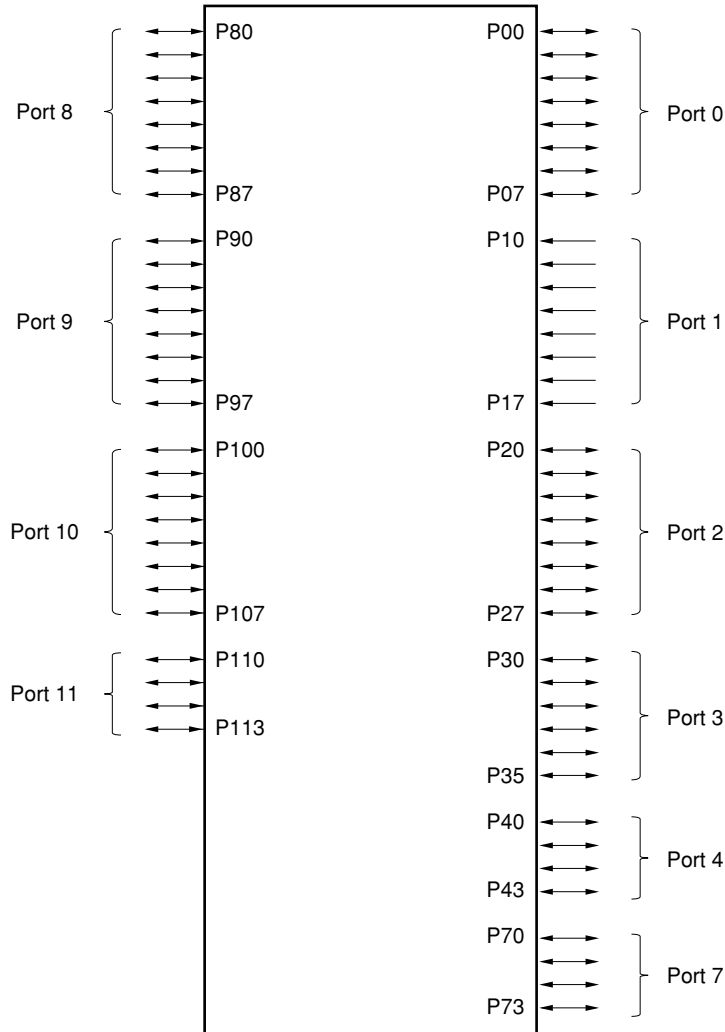 P80 P00
Port 8 Port 0
P87 P07
P90 P10
Port 9 Port 1
P97 P17
P100 P20
Port 10 Port 2
P107 P27
P110 P30
Port 11 Port 3
P113
P35
P40
Port 4
P43
P70
Port 7
P73